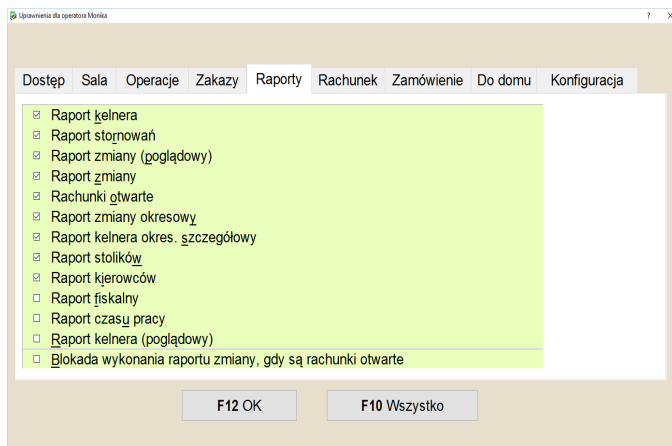 Uprawnienia dla operatora Monika
Dostęp Sala Operacje Zakazy Raporty Rachunek Zamówienie Do domu Konfiguracja
Raport kelnera
Raport stornowań
Raport zmiany (poglądowy)
Raport zmiany
Rachunki otwarte
Raport zmiany okresowy
Raport kelnera okres. szczegółowy
Raport stolików
Raport kierowców
Raport fiskalny
Raport czasu pracy
Raport kelnera (poglądowy)
Blokada wykonania raportu zmiany, gdy są rachunki otwarte
F12 OK F10 Wszystko